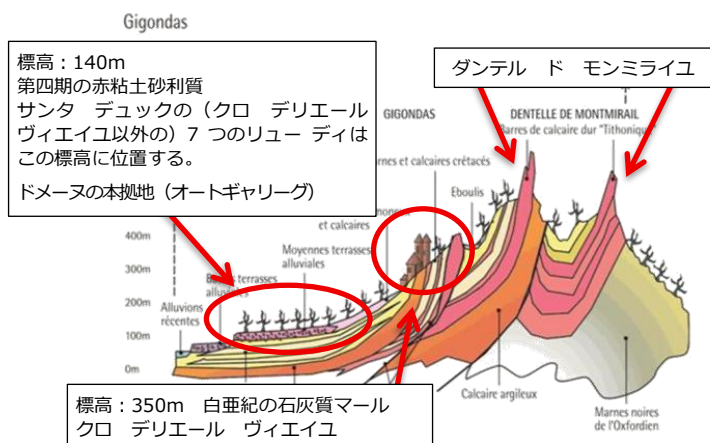 Gigondas
標高：140m
第四期の赤粘土砂利質
サンタ デュックの（クロ デリエール
ヴィエイユ以外の）7 つのリュー ディは
この標高に位置する。
ドメーヌの本拠地（オートギャリーグ）
ダンテル ド モンミライユ
GIGONDAS
DENTELLE DE MONTMIRAIL
Barres de calcaire dur "Tithonique"
et calcaires crétacés
Eboulis
et calcaires
Moyennes terrasses
alluviales
terrasses
Alluvions
récentes
400m
300m
200m
100m
0m
Calcaire argileux
Marnes noires
de l'Oxfordien
標高：350m 白亜紀の石灰質マール
クロ デリエール ヴィエイユ